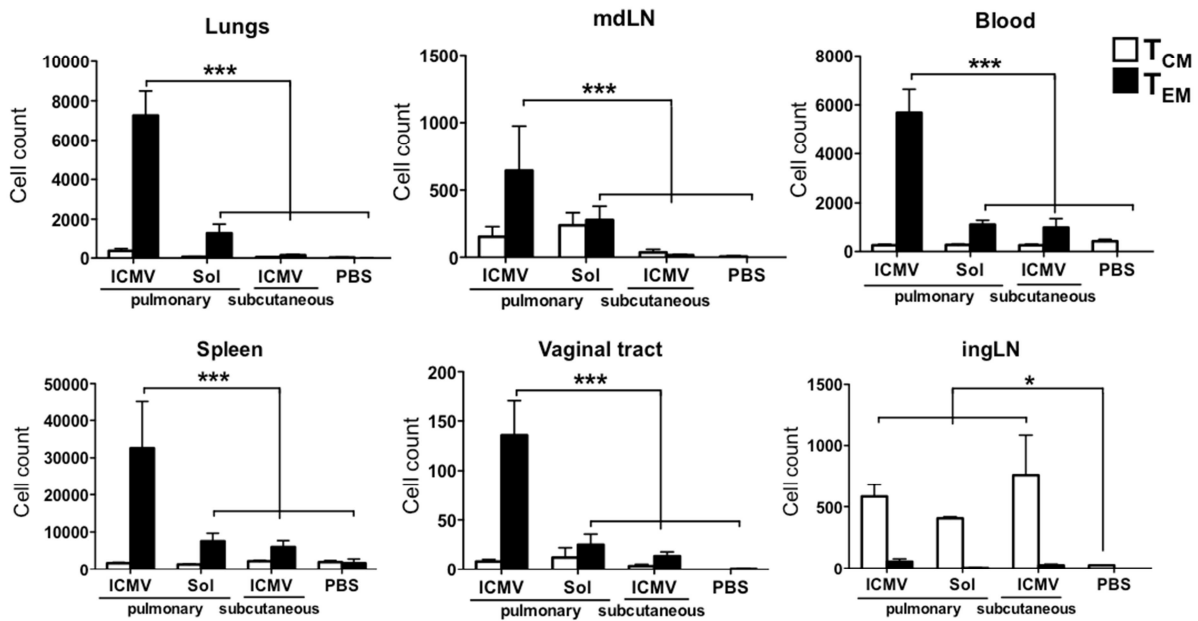 Lungs
10000
8000
6000
4000
2000
0
Cell count
***
ICMV Sol ICMV PBS
pulmonary subcutaneous
mdLN
1500
1000
500
0
Cell count
***
ICMV Sol ICMV PBS
pulmonary subcutaneous
Blood
8000
6000
4000
2000
0
Cell count
***
ICMV Sol ICMV PBS
pulmonary subcutaneous
TCM
TEM
Spleen
50000
40000
30000
20000
10000
0
Cell count
***
ICMV Sol ICMV PBS
pulmonary subcutaneous
Vaginal tract
200
150
100
50
0
Cell count
***
ICMV Sol ICMV PBS
pulmonary subcutaneous
ingLN
1500
1000
500
0
Cell count
*
ICMV Sol ICMV PBS
pulmonary subcutaneous